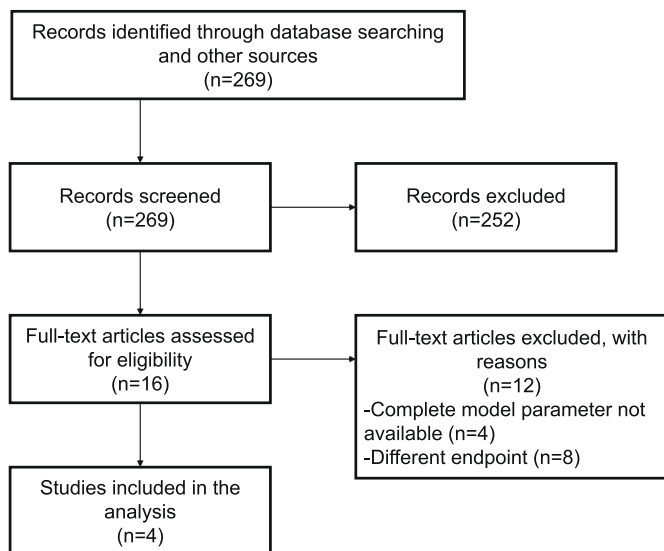 Records identified through database searching
and other sources
(n=269)
Records screened
(n=269)
Records excluded
(n=252)
Full-text articles assessed
for eligibility
(n=16)
Full-text articles excluded, with
reasons
(n=12)
-Complete model parameter not
available (n=4)
-Different endpoint (n=8)
Studies included in the
analysis
(n=4)